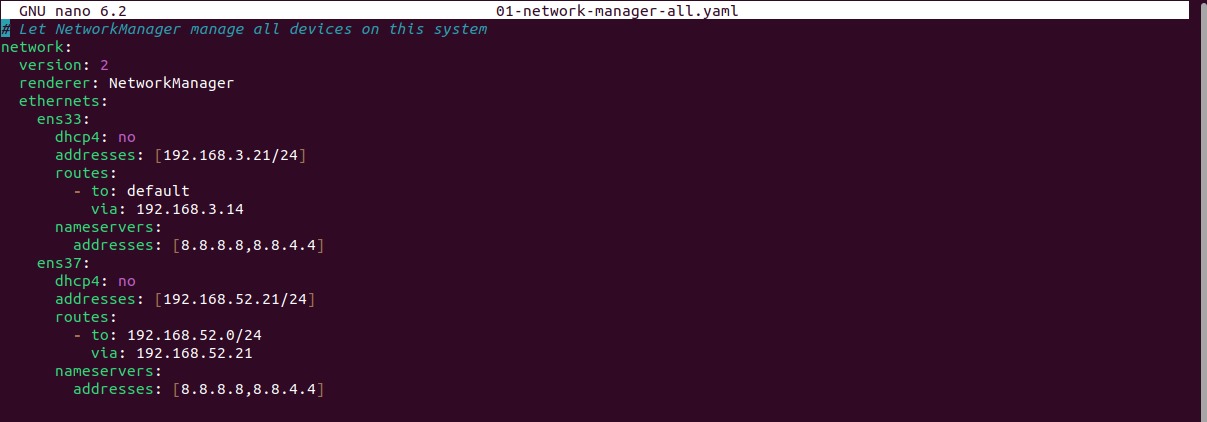 GNU nano 6.2 01-network-manager-all.yaml
# Let NetworkManager manage all devices on this system
network:
  version: 2
  renderer: NetworkManager
  ethernets:
    ens33:
      dhcp4: no
      addresses: [192.168.3.21/24]
      routes:
        - to: default
          via: 192.168.3.14
      nameservers:
        addresses: [8.8.8.8,8.8.4.4]
    ens37:
      dhcp4: no
      addresses: [192.168.52.21/24]
      routes:
        - to: 192.168.52.0/24
          via: 192.168.52.21
      nameservers:
        addresses: [8.8.8.8,8.8.4.4]